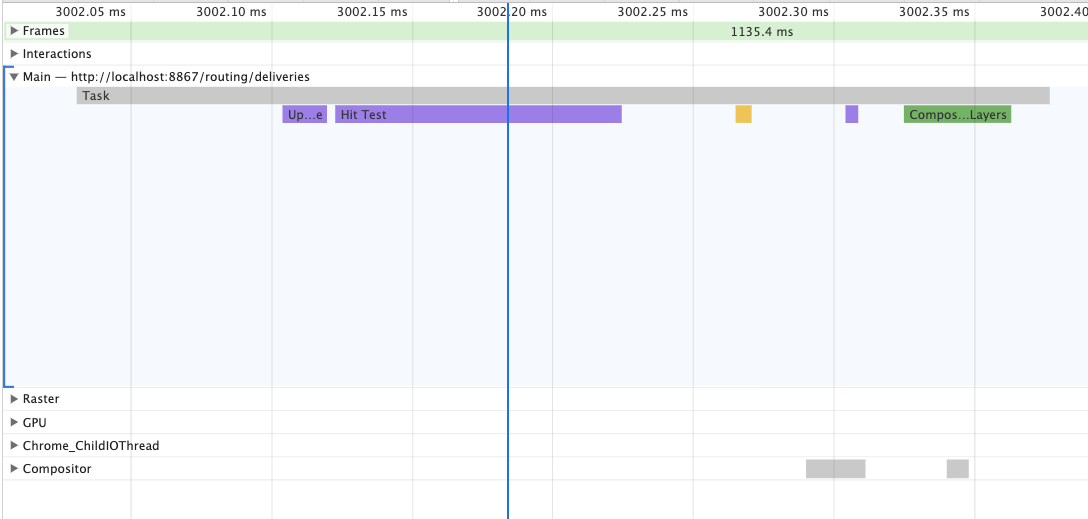 3002.05 ms 3002.10 ms 3002.15 ms 3002.20 ms 3002.25 ms 3002.30 ms 3002.35 ms 3002.40
Frames 1135.4 ms
Interactions
Main — http://localhost:8867/routing/deliveries
Task
Up...e Hit Test Compos...Layers
Raster
GPU
Chrome_ChildIOThread
Compositor